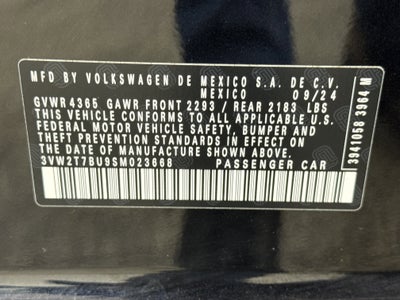 MFD BY VOLKSWAGEN DE MEXICO S.A. DE C.V.
MEXICO 09/24
GVWR 4365 GAWR FRONT 2293 / REAR 2183 LBS
THIS VEHICLE CONFORMS TO ALL APPLICABLE U.S.
FEDERAL MOTOR VEHICLE SAFETY, BUMPER AND
THEFT PREVENTION STANDARDS IN EFFECT ON
THE DATE OF MANUFACTURE SHOWN ABOVE.
3VW2T7BU9SM023668 PASSENGER CAR
3941058 3964 M